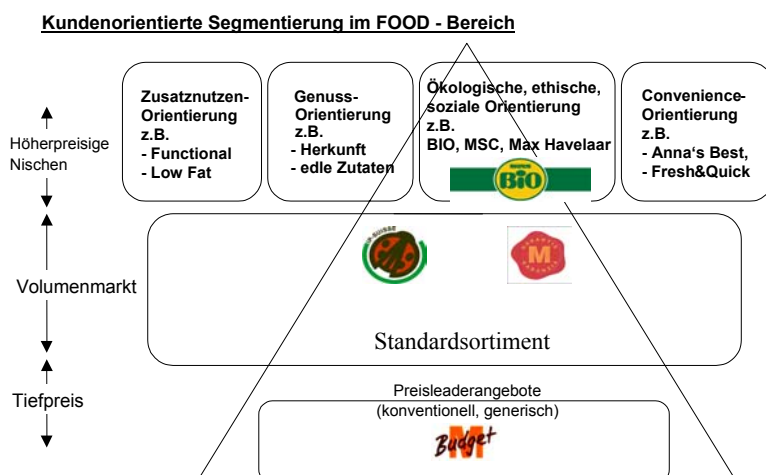 Kundenorientierte Segmentierung im FOOD - Bereich
Zusatznutzen-
Orientierung
z.B.
- Functional
- Low Fat
Genuss-
Orientierung
z.B.
- Herkunft
- edle Zutaten
Ökologische, ethische,
soziale Orientierung
z.B.
BIO, MSC, Max Havelaar
BiO
Convenience-
Orientierung
z.B.
- Anna's Best,
- Fresh&Quick
Höherpreisige
Nischen
IP-SUISSE
M
Volumenmarkt
Standardsortiment
Tiefpreis
Preisleaderangebote
(konventionell, generisch)
M Budget